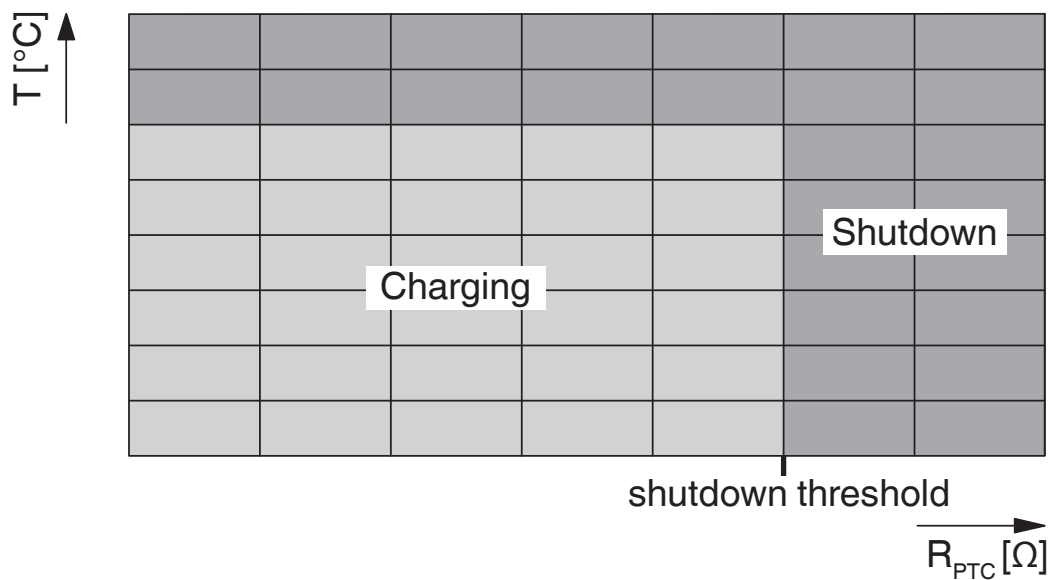 T [°C]
Shutdown
Charging
shutdown threshold
R_PTC [Ω]